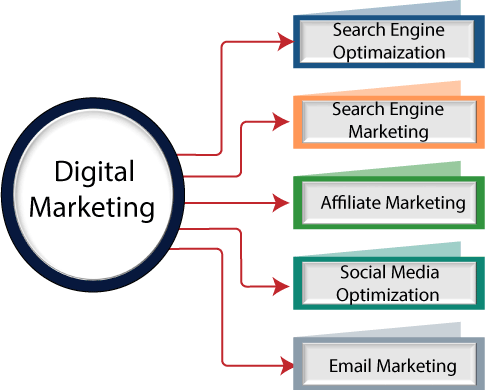 Digital
Marketing
Search Engine
Optimaization
Search Engine
Marketing
Affiliate Marketing
Social Media
Optimization
Email Marketing